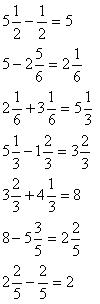 5 1/2 − 1/2 = 5
5 − 2 5/6 = 2 1/6
2 1/6 + 3 1/6 = 5 1/3
5 1/3 − 1 2/3 = 3 2/3
3 2/3 + 4 1/3 = 8
8 − 5 3/5 = 2 2/5
2 2/5 − 2/5 = 2